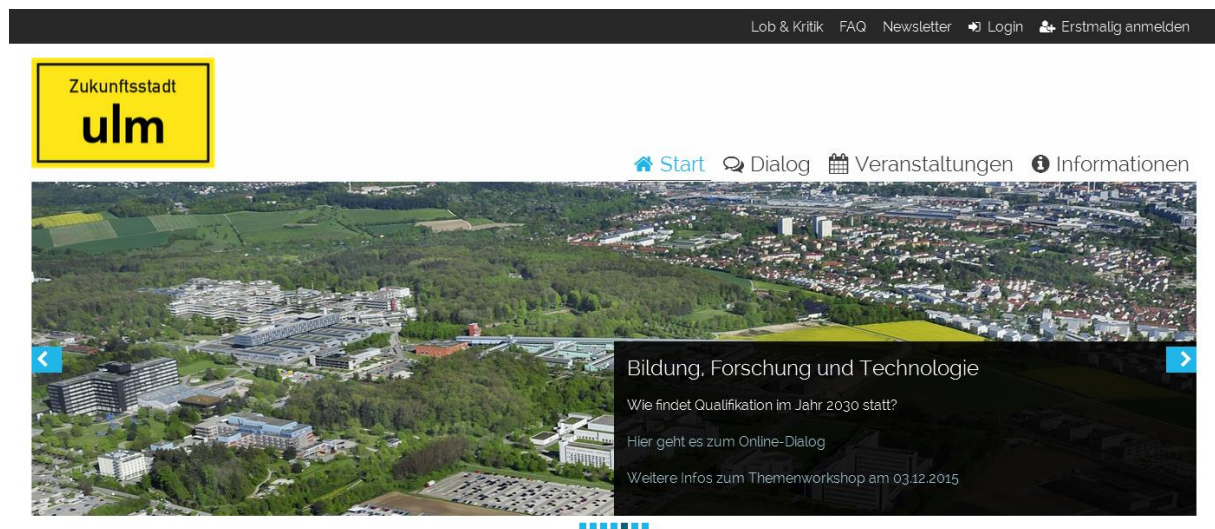 Lob & Kritik FAQ Newsletter Login Erstmalig anmelden
Zukunftsstadt
ulm
Start Dialog Veranstaltungen Informationen
Bildung, Forschung und Technologie
Wie findet Qualifikation im Jahr 2030 statt?
Hier geht es zum Online-Dialog
Weitere Infos zum Themenworkshop am 03.12.2015